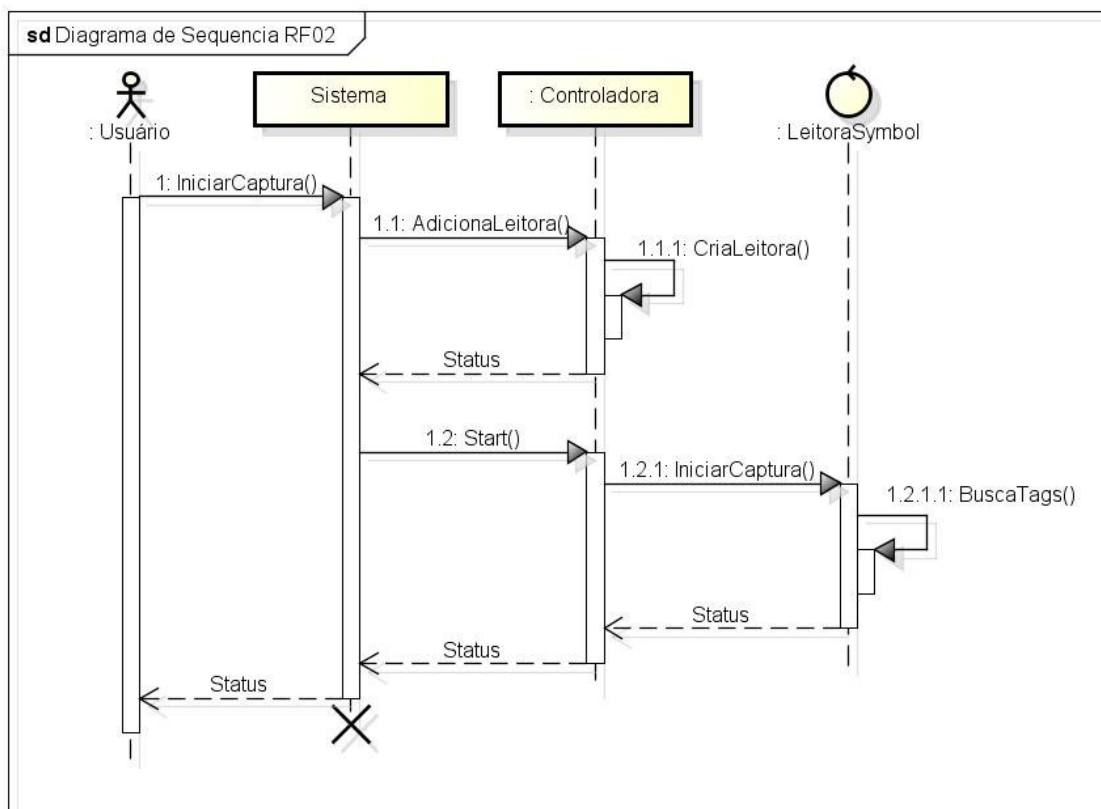 sd Diagrama de Sequencia RF02
: Usuário
Sistema
: Controladora
: LeitoraSymbol
1: IniciarCaptura()
1.1: AdicionaLeitora()
1.1.1: CriaLeitora()
Status
1.2: Start()
1.2.1: IniciarCaptura()
1.2.1.1: BuscaTags()
Status
Status
Status